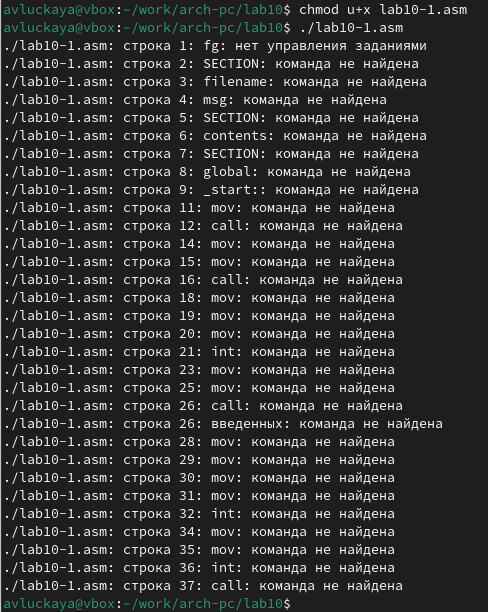 avluckaya@vbox:~/work/arch-pc/lab10$ chmod u+x lab10-1.asm
avluckaya@vbox:~/work/arch-pc/lab10$ ./lab10-1.asm
./lab10-1.asm: строка 1: fg: нет управления заданиями
./lab10-1.asm: строка 2: SECTION: команда не найдена
./lab10-1.asm: строка 3: filename: команда не найдена
./lab10-1.asm: строка 4: msg: команда не найдена
./lab10-1.asm: строка 5: SECTION: команда не найдена
./lab10-1.asm: строка 6: contents: команда не найдена
./lab10-1.asm: строка 7: SECTION: команда не найдена
./lab10-1.asm: строка 8: global: команда не найдена
./lab10-1.asm: строка 9: _start:: команда не найдена
./lab10-1.asm: строка 11: mov: команда не найдена
./lab10-1.asm: строка 12: call: команда не найдена
./lab10-1.asm: строка 14: mov: команда не найдена
./lab10-1.asm: строка 15: mov: команда не найдена
./lab10-1.asm: строка 16: call: команда не найдена
./lab10-1.asm: строка 18: mov: команда не найдена
./lab10-1.asm: строка 19: mov: команда не найдена
./lab10-1.asm: строка 20: mov: команда не найдена
./lab10-1.asm: строка 21: int: команда не найдена
./lab10-1.asm: строка 23: mov: команда не найдена
./lab10-1.asm: строка 25: mov: команда не найдена
./lab10-1.asm: строка 26: call: команда не найдена
./lab10-1.asm: строка 26: введенных: команда не найдена
./lab10-1.asm: строка 28: mov: команда не найдена
./lab10-1.asm: строка 29: mov: команда не найдена
./lab10-1.asm: строка 30: mov: команда не найдена
./lab10-1.asm: строка 31: mov: команда не найдена
./lab10-1.asm: строка 32: int: команда не найдена
./lab10-1.asm: строка 34: mov: команда не найдена
./lab10-1.asm: строка 35: mov: команда не найдена
./lab10-1.asm: строка 36: int: команда не найдена
./lab10-1.asm: строка 37: call: команда не найдена
avluckaya@vbox:~/work/arch-pc/lab10$